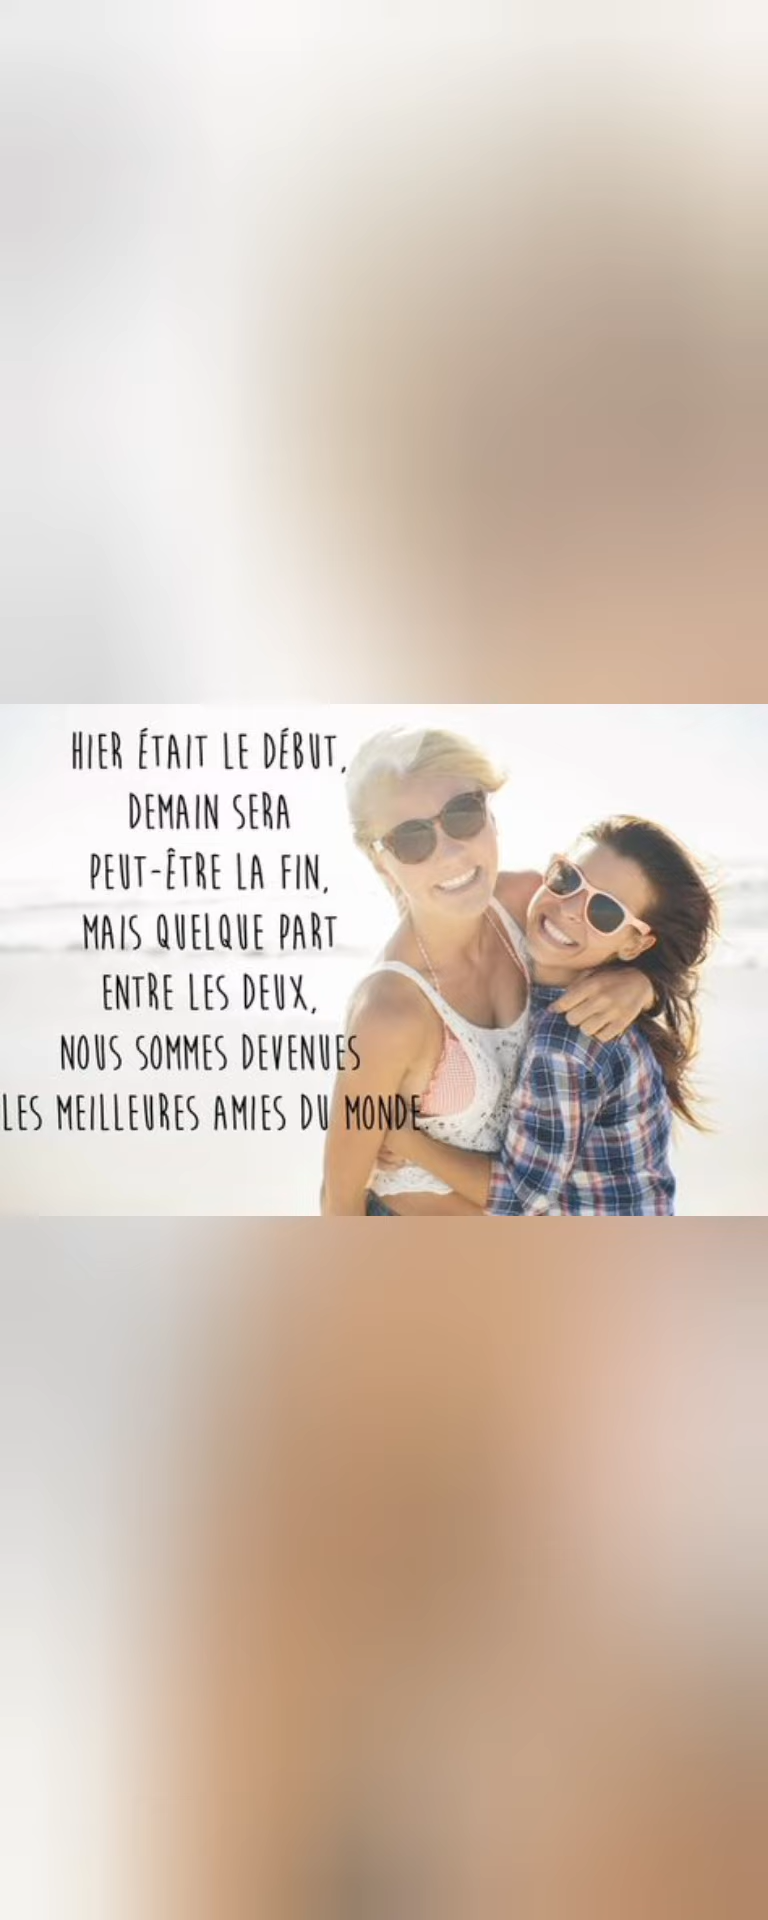 HIER ÉTAIT LE DÉBUT,
DEMAIN SERA
PEUT-ÊTRE LA FIN,
MAIS QUELQUE PART
ENTRE LES DEUX,
NOUS SOMMES DEVENUES
LES MEILLEURES AMIES DU MONDE.